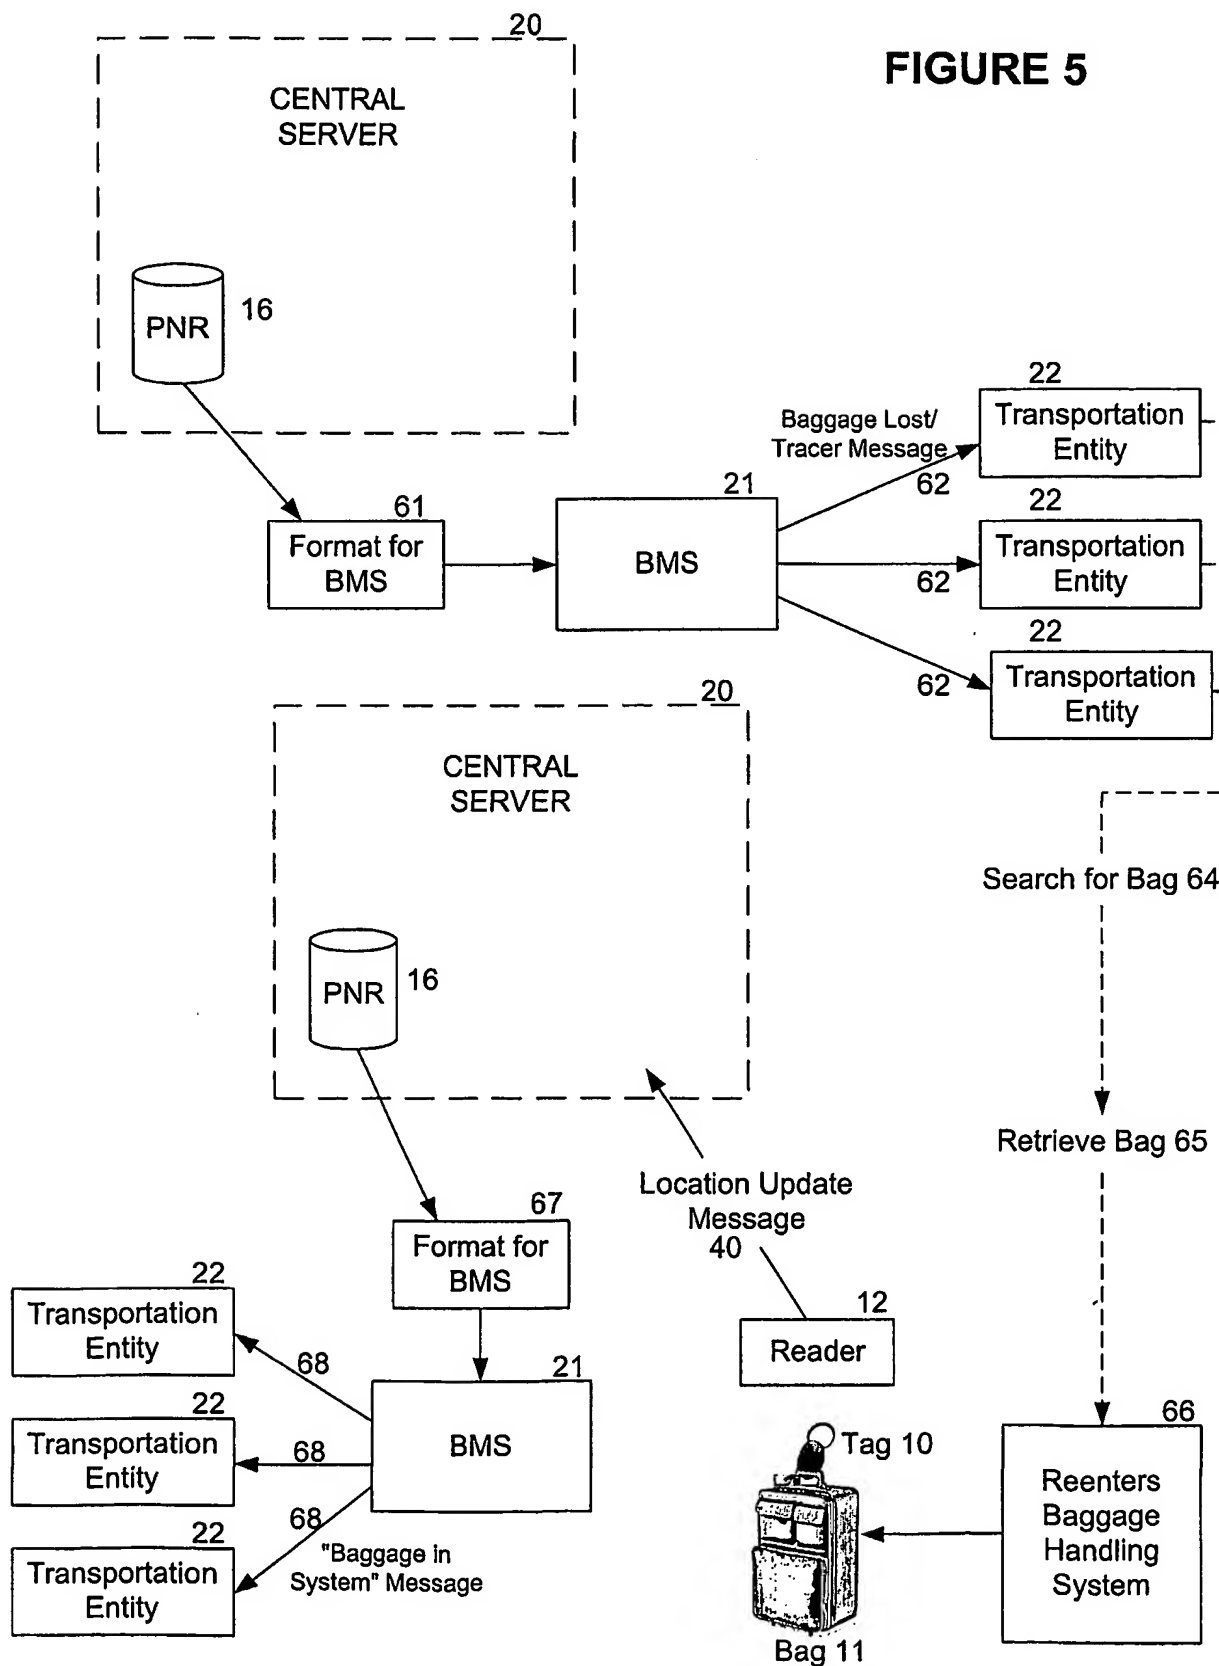 FIGURE 5
20
CENTRAL
SERVER
PNR
16
61
Format for
BMS
21
BMS
Baggage Lost/
Tracer Message
62
62
62
22
Transportation
Entity
22
Transportation
Entity
22
Transportation
Entity
20
CENTRAL
SERVER
PNR
16
Search for Bag 64
Retrieve Bag 65
Location Update
Message
40
67
Format for
BMS
12
Reader
21
BMS
68
68
68
22
Transportation
Entity
22
Transportation
Entity
22
Transportation
Entity
"Baggage in
System" Message
Tag 10
Bag 11
66
Reenters
Baggage
Handling
System